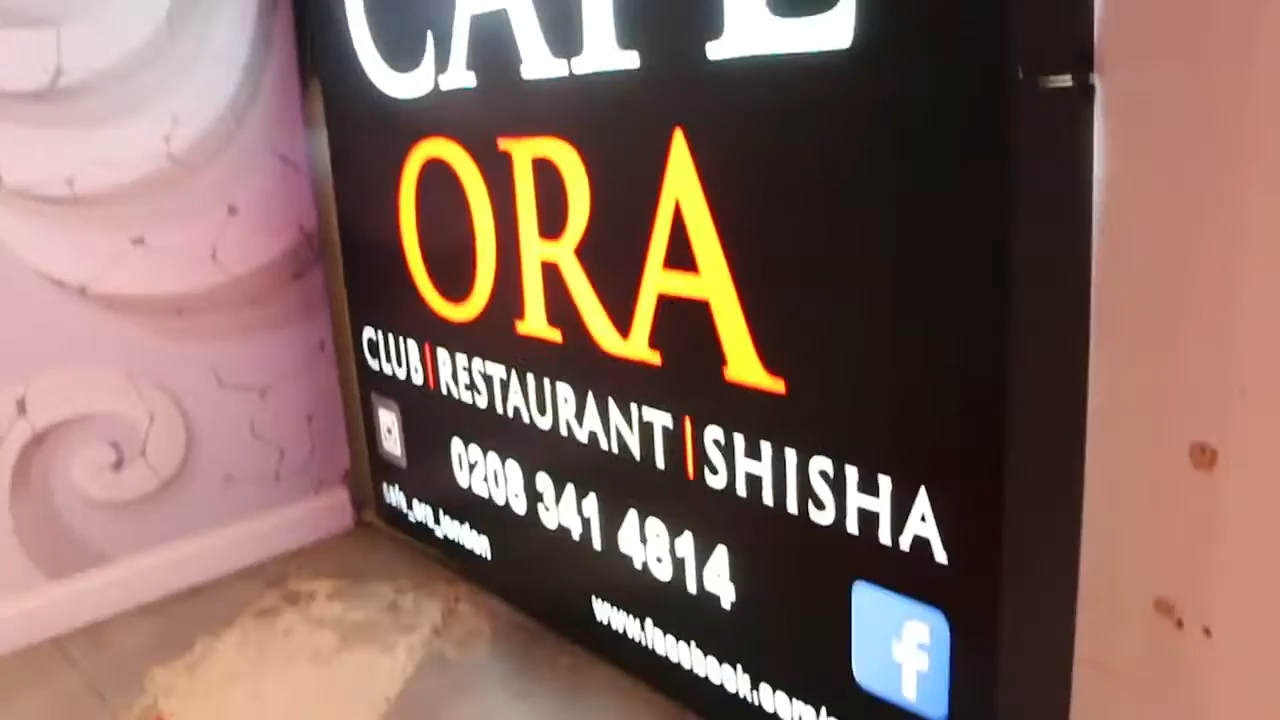 CAFE
ORA
CLUB | RESTAURANT | SHISHA
0208 341 4814
cafe_ora_london
www.facebook.com/
f